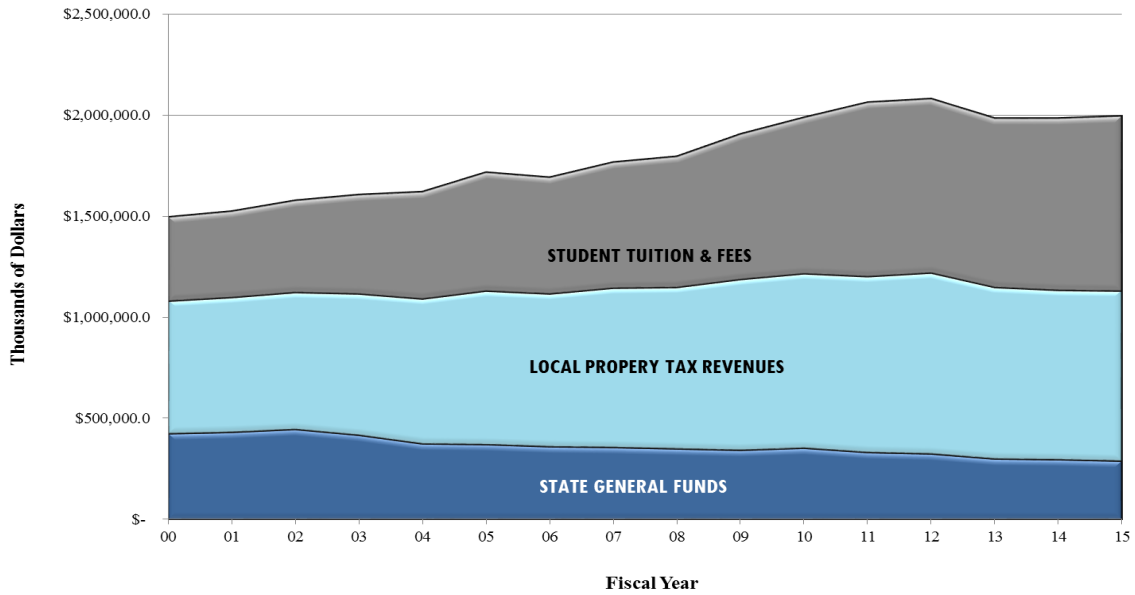 $2,500,000.0
$2,000,000.0
$1,500,000.0
$1,000,000.0
$500,000.0
$-
Thousands of Dollars
STUDENT TUITION & FEES
LOCAL PROPERY TAX REVENUES
STATE GENERAL FUNDS
00 01 02 03 04 05 06 07 08 09 10 11 12 13 14 15
Fiscal Year